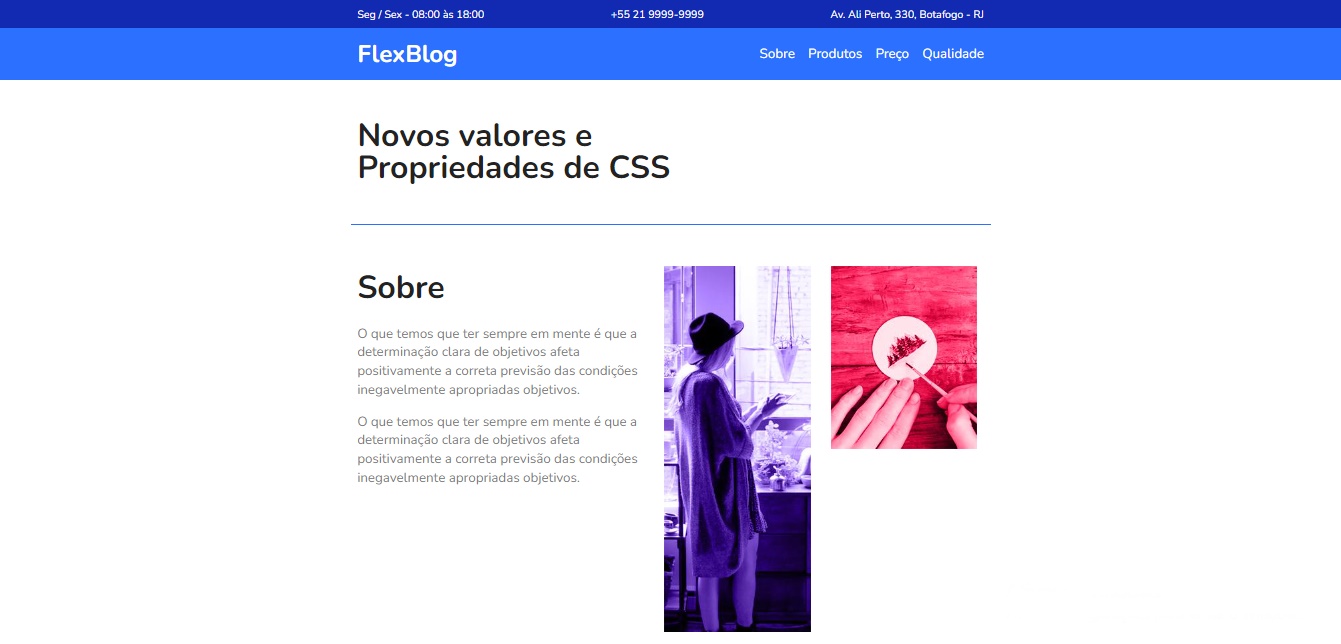 Seg / Sex - 08:00 às 18:00
+55 21 9999-9999
Av. Ali Perto, 330, Botafogo - RJ
FlexBlog
Sobre
Produtos
Preço
Qualidade
Novos valores e
Propriedades de CSS
Sobre
O que temos que ter sempre em mente é que a
determinação clara de objetivos afeta
positivamente a correta previsão das condições
inegavelmente apropriadas objetivos.
O que temos que ter sempre em mente é que a
determinação clara de objetivos afeta
positivamente a correta previsão das condições
inegavelmente apropriadas objetivos.